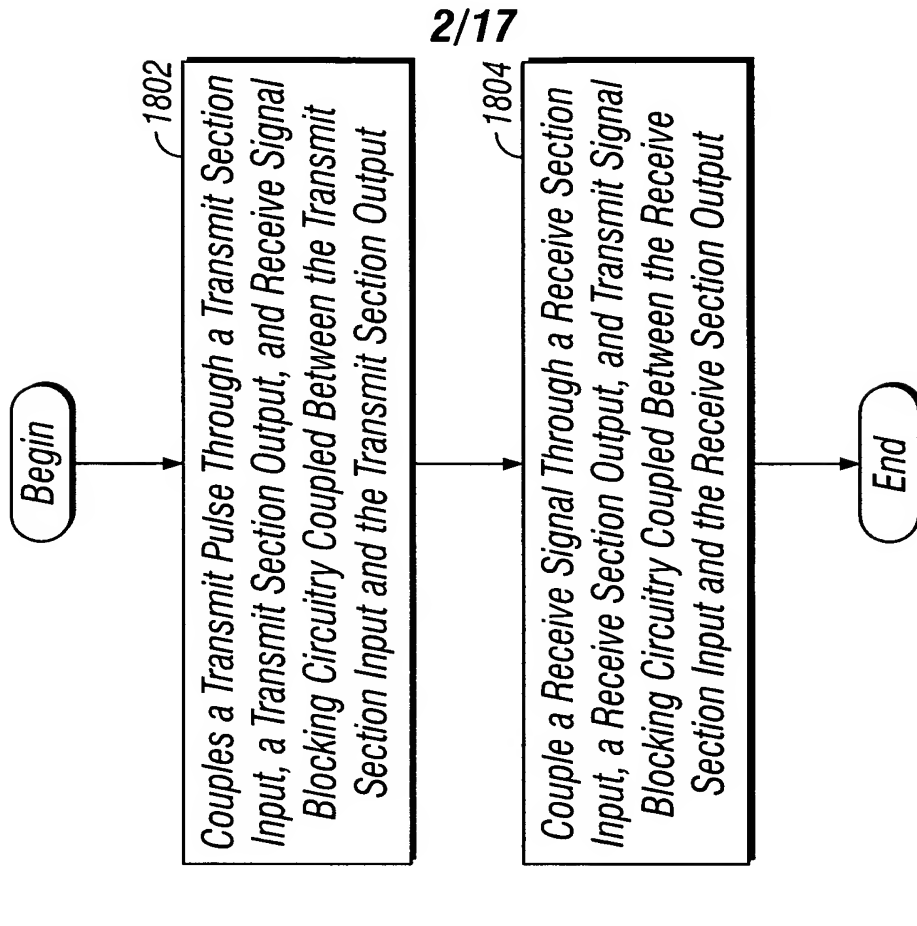 2/17
Begin
1802
Couples a Transmit Pulse Through a Transmit Section
Input, a Transmit Section Output, and Receive Signal
Blocking Circuitry Coupled Between the Transmit
Section Input and the Transmit Section Output
1804
Couple a Receive Signal Through a Receive Section
Input, a Receive Section Output, and Transmit Signal
Blocking Circuitry Coupled Between the Receive
Section Input and the Receive Section Output
End